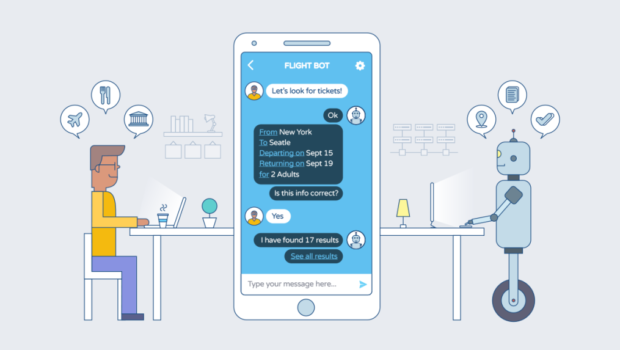 FLIGHT BOT
Let's look for tickets!
Ok
From New York
To Seatle
Departing on Sept 15
Returning on Sept 19
for 2 Adults
Is this info correct?
Yes
I have found 17 results
See all results
Type your message here...